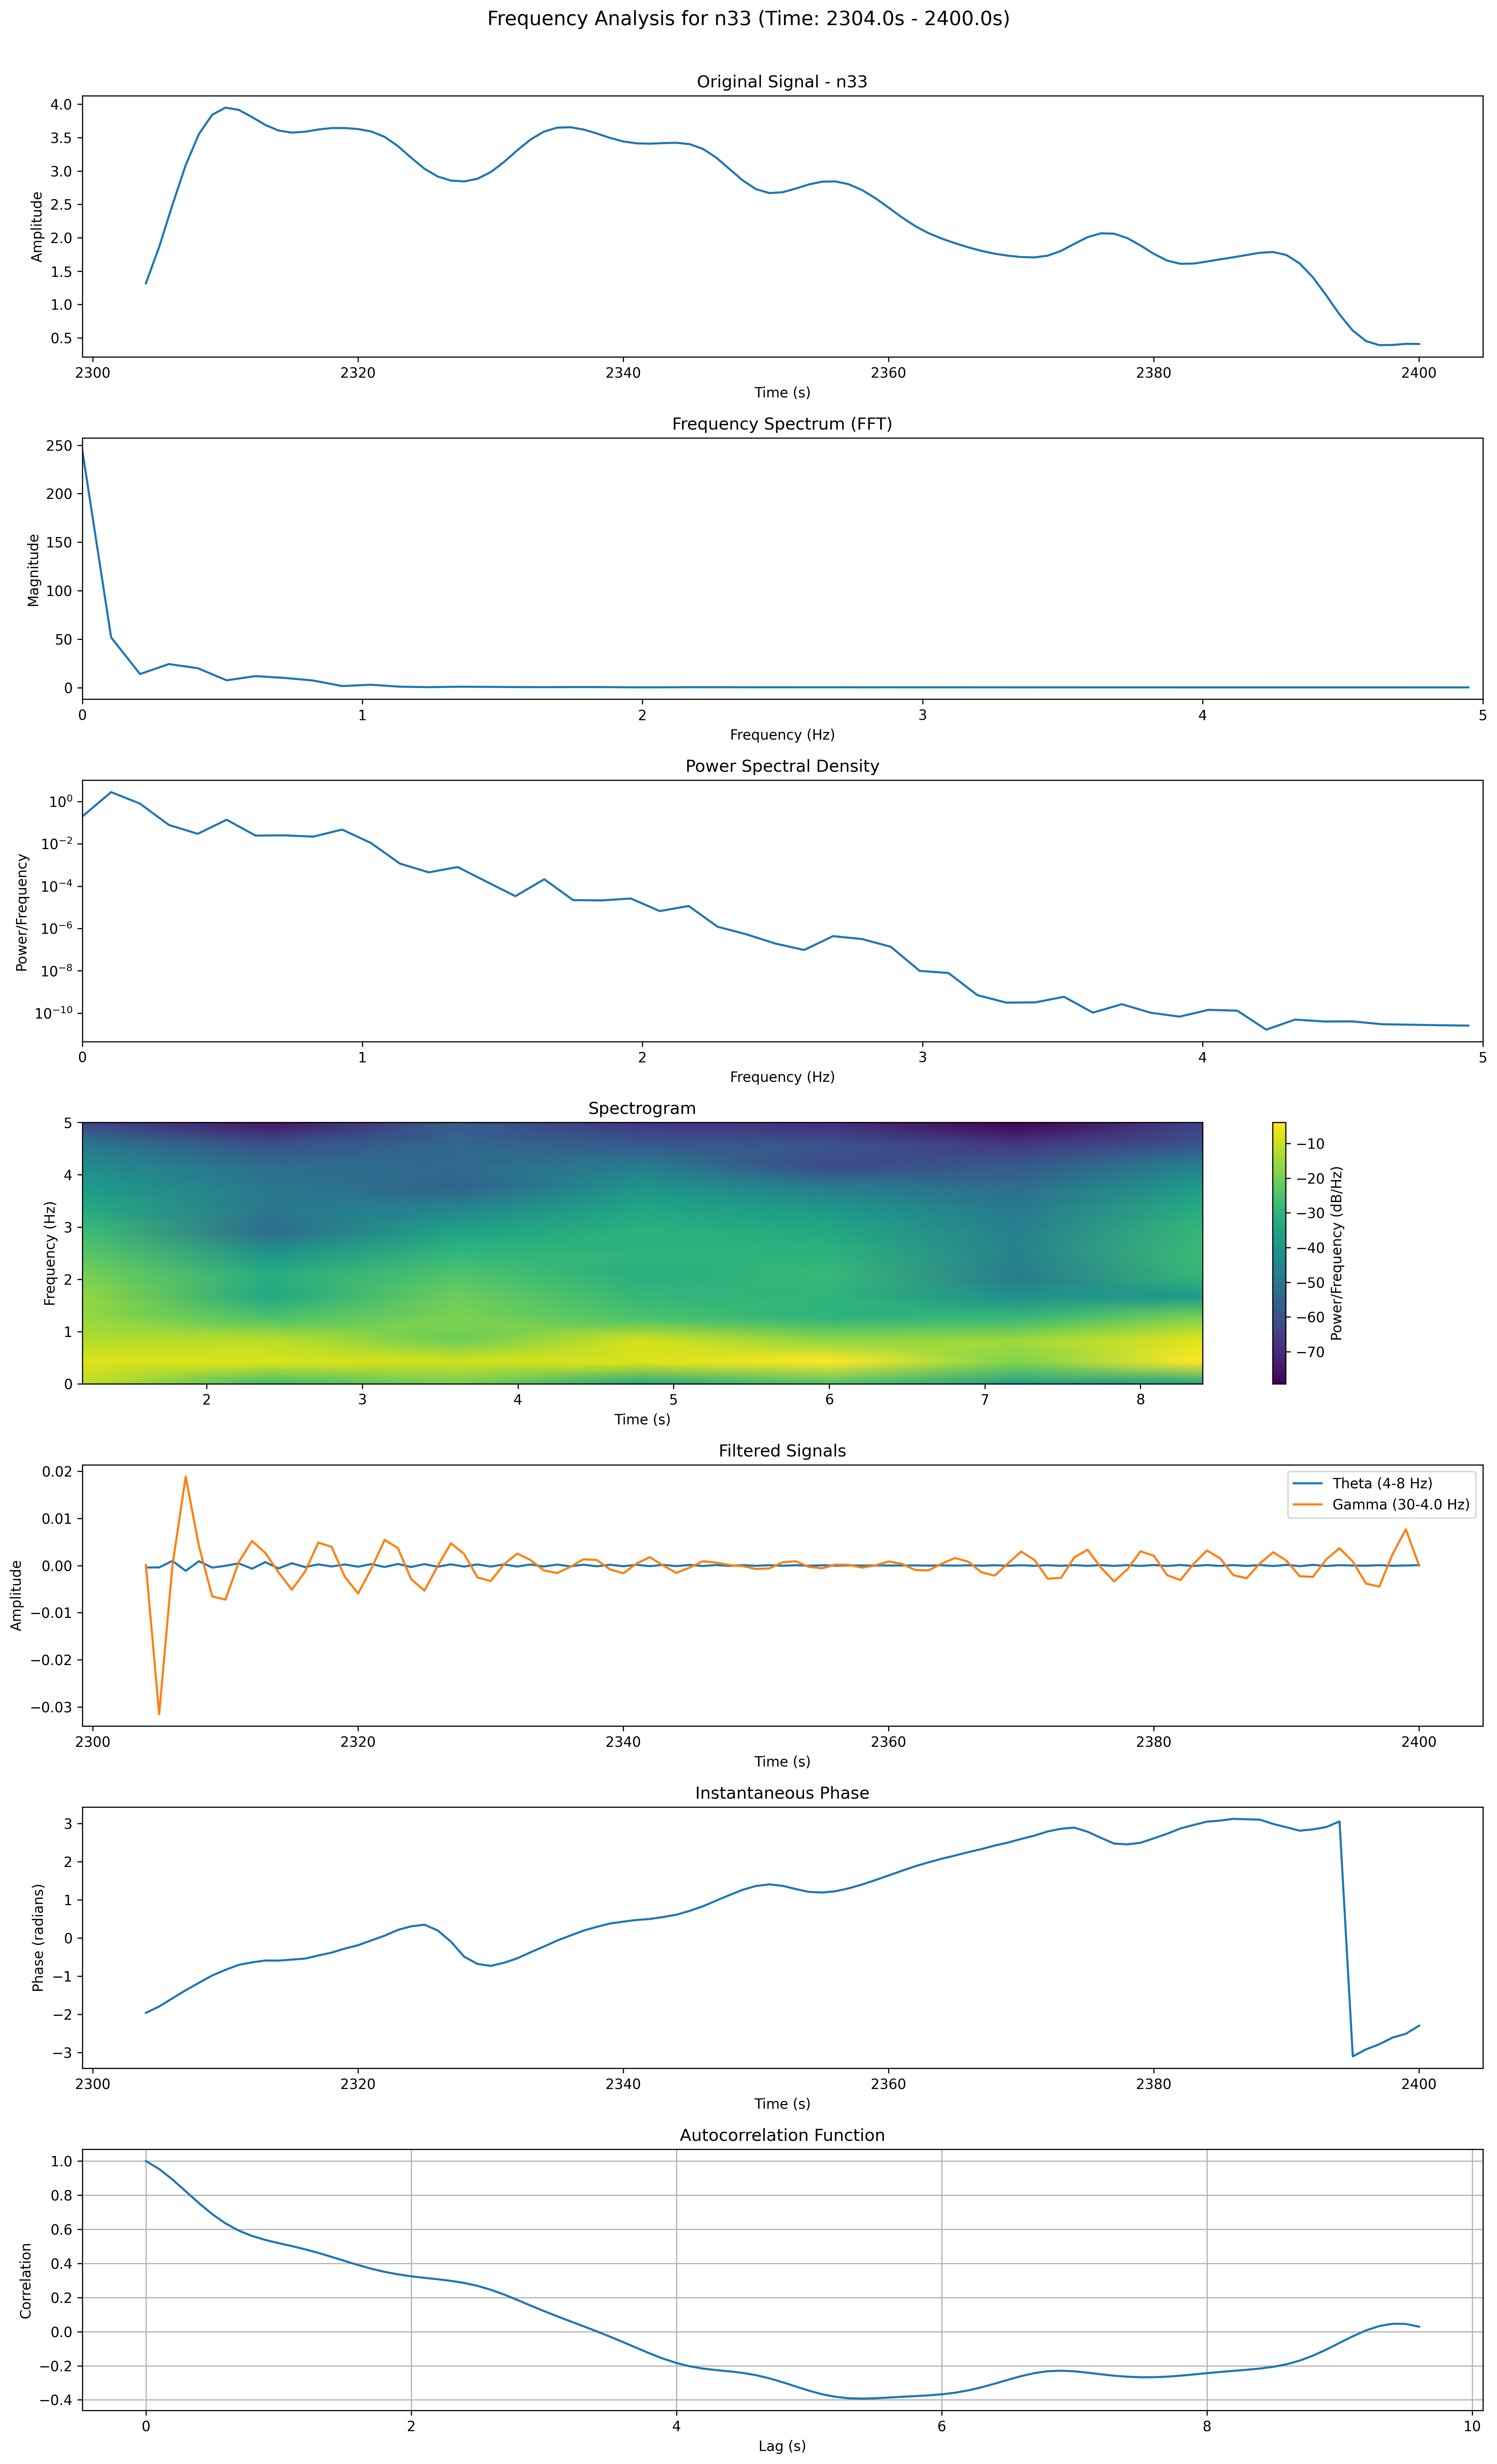 Frequency Analysis for n33 (Time: 2304.0s - 2400.0s)
Original Signal - n33
4.0
3.5
3.0
2.5
2.0
1.5
1.0
0.5
Amplitude
2300 2320 2340 2360 2380 2400
Time (s)
Frequency Spectrum (FFT)
250
200
150
100
50
0
Magnitude
0 1 2 3 4 5
Frequency (Hz)
Power Spectral Density
10⁰
10⁻²
10⁻⁴
10⁻⁶
10⁻⁸
10⁻¹⁰
Power/Frequency
0 1 2 3 4 5
Frequency (Hz)
Spectrogram
5
4
3
2
1
0
Frequency (Hz)
2 3 4 5 6 7 8
Time (s)
−10
−20
−30
−40
−50
−60
−70
Power/Frequency (dB/Hz)
Filtered Signals
0.02
0.01
0.00
−0.01
−0.02
−0.03
Amplitude
Theta (4-8 Hz)
Gamma (30-4.0 Hz)
2300 2320 2340 2360 2380 2400
Time (s)
Instantaneous Phase
3
2
1
0
−1
−2
−3
Phase (radians)
2300 2320 2340 2360 2380 2400
Time (s)
Autocorrelation Function
1.0
0.8
0.6
0.4
0.2
0.0
−0.2
−0.4
Correlation
0 2 4 6 8 10
Lag (s)